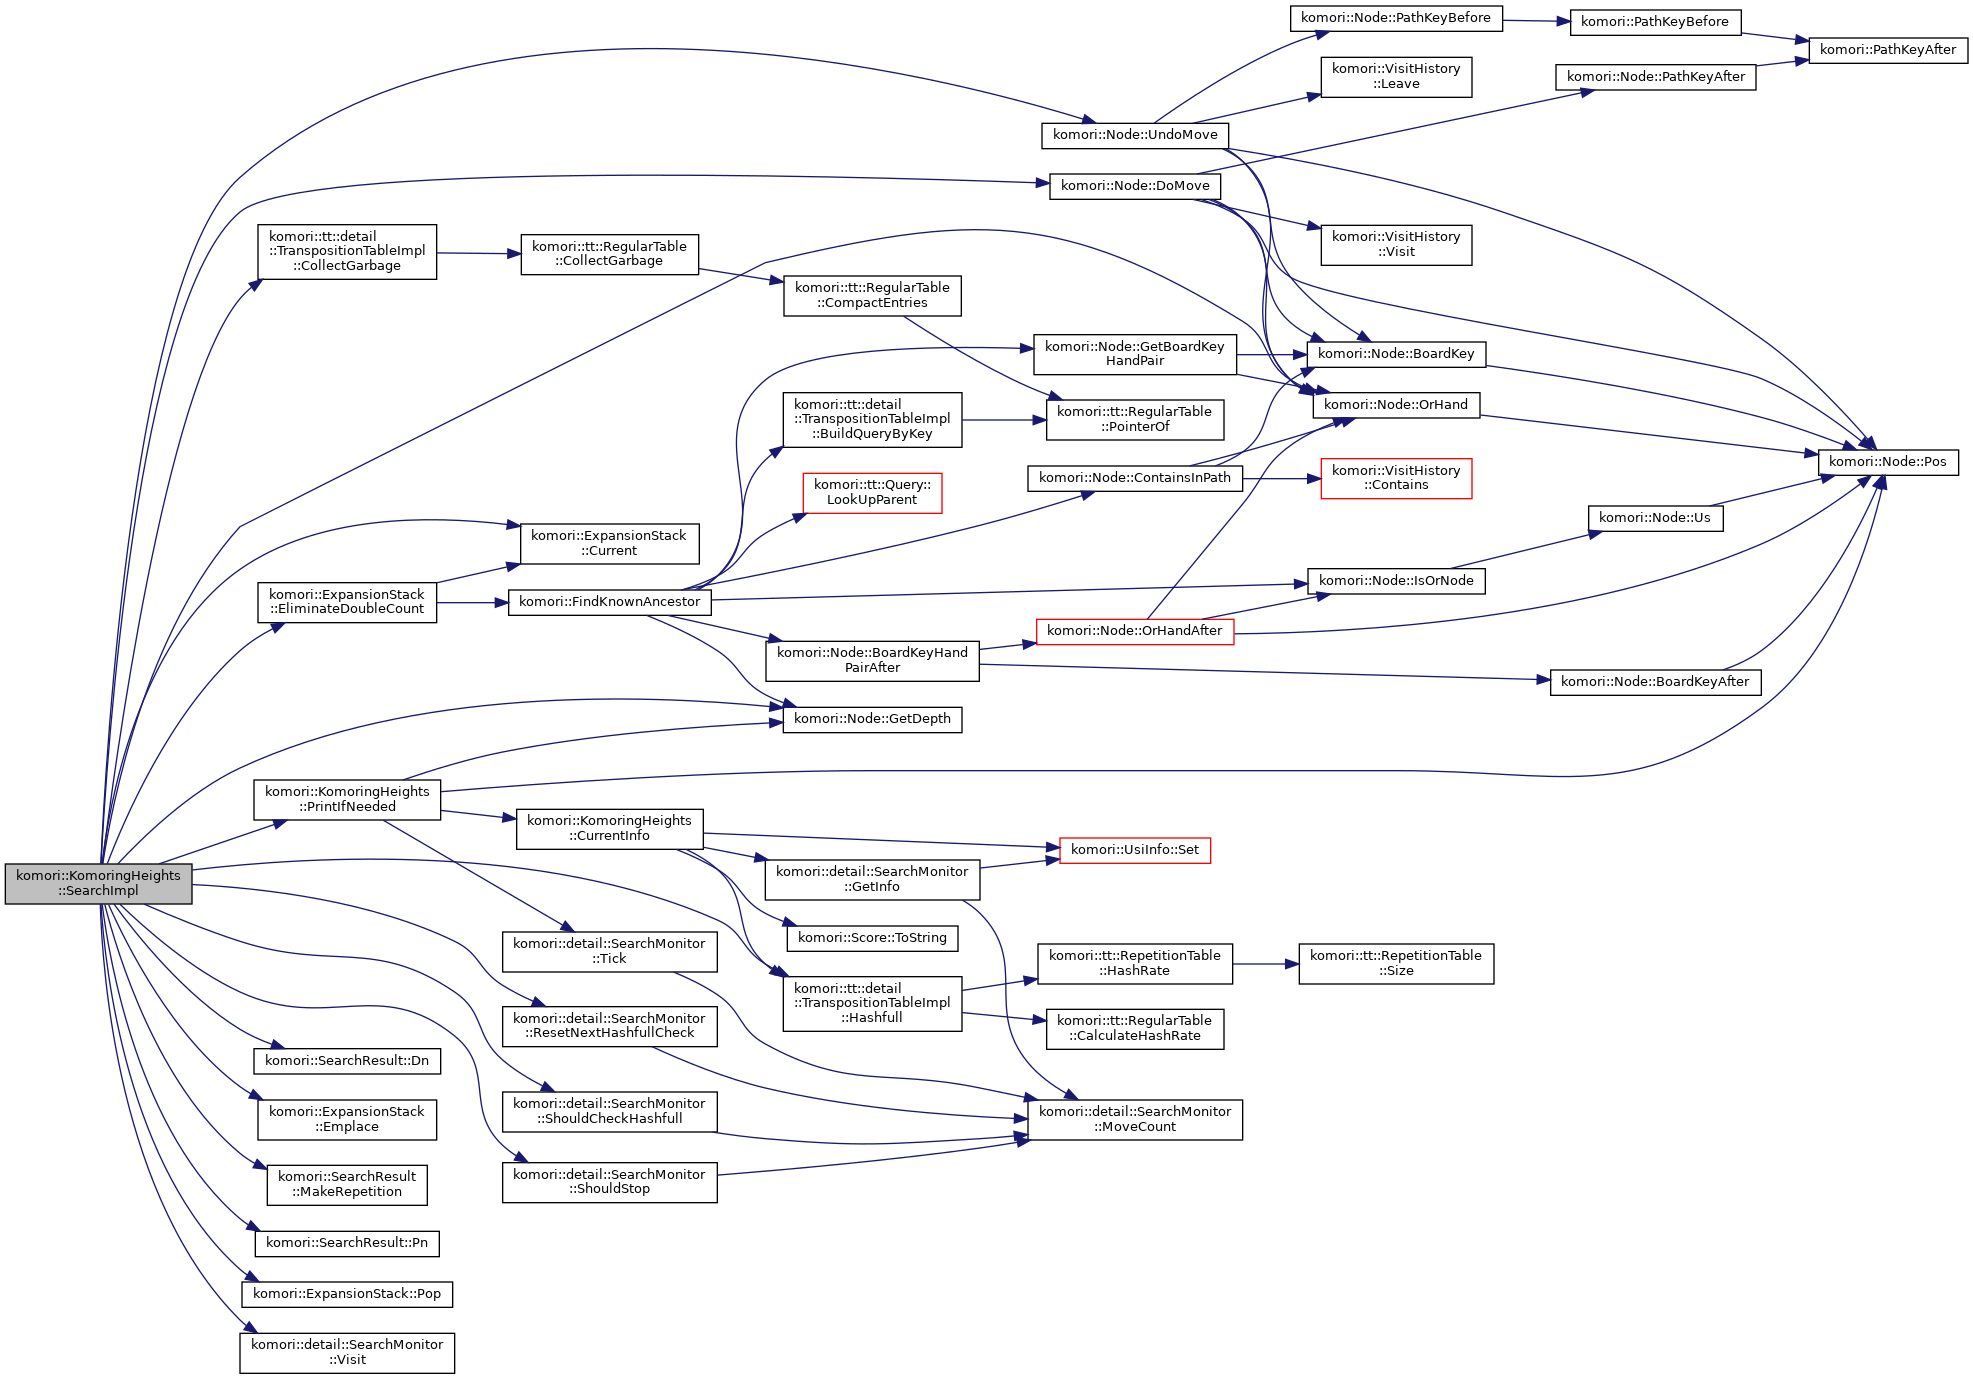 komori::Node::PathKeyBefore
komori::PathKeyBefore
komori::PathKeyAfter
komori::VisitHistory
::Leave
komori::Node::PathKeyAfter
komori::Node::UndoMove
komori::Node::DoMove
komori::VisitHistory
::Visit
komori::tt::detail
::TranspositionTableImpl
::CollectGarbage
komori::tt::RegularTable
::CollectGarbage
komori::tt::RegularTable
::CompactEntries
komori::Node::GetBoardKey
HandPair
komori::Node::BoardKey
komori::tt::detail
::TranspositionTableImpl
::BuildQueryByKey
komori::tt::RegularTable
::PointerOf
komori::Node::OrHand
komori::Node::Pos
komori::tt::Query::
LookUpParent
komori::Node::ContainsInPath
komori::VisitHistory
::Contains
komori::ExpansionStack
::Current
komori::Node::Us
komori::ExpansionStack
::EliminateDoubleCount
komori::FindKnownAncestor
komori::Node::IsOrNode
komori::Node::OrHandAfter
komori::Node::BoardKeyHand
PairAfter
komori::Node::BoardKeyAfter
komori::Node::GetDepth
komori::KomoringHeights
::PrintIfNeeded
komori::KomoringHeights
::CurrentInfo
komori::UsiInfo::Set
komori::KomoringHeights
::SearchImpl
komori::detail::SearchMonitor
::GetInfo
komori::Score::ToString
komori::detail::SearchMonitor
::Tick
komori::tt::detail
::TranspositionTableImpl
::Hashfull
komori::tt::RepetitionTable
::HashRate
komori::tt::RepetitionTable
::Size
komori::detail::SearchMonitor
::ResetNextHashfullCheck
komori::tt::RegularTable
::CalculateHashRate
komori::SearchResult::Dn
komori::ExpansionStack
::Emplace
komori::detail::SearchMonitor
::ShouldCheckHashfull
komori::detail::SearchMonitor
::MoveCount
komori::SearchResult
::MakeRepetition
komori::detail::SearchMonitor
::ShouldStop
komori::SearchResult::Pn
komori::ExpansionStack::Pop
komori::detail::SearchMonitor
::Visit